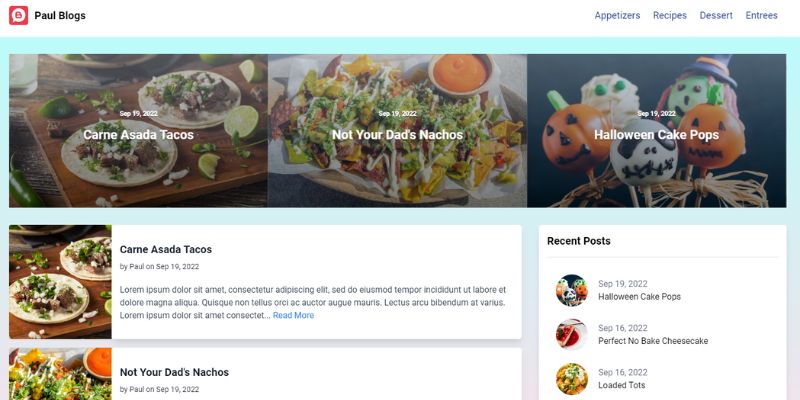 Paul Blogs
Appetizers Recipes Dessert Entrees
Sep 19, 2022
Carne Asada Tacos
Sep 19, 2022
Not Your Dad's Nachos
Sep 19, 2022
Halloween Cake Pops
Carne Asada Tacos
by Paul on Sep 19, 2022
Lorem ipsum dolor sit amet, consectetur adipiscing elit, sed do eiusmod tempor incididunt ut labore et
dolore magna aliqua. Quisque non tellus orci ac auctor augue mauris. Lectus arcu bibendum at varius.
Lorem ipsum dolor sit amet consectet... Read More
Not Your Dad's Nachos
by Paul on Sep 19, 2022
Recent Posts
Sep 19, 2022
Halloween Cake Pops
Sep 16, 2022
Perfect No Bake Cheesecake
Sep 16, 2022
Loaded Tots